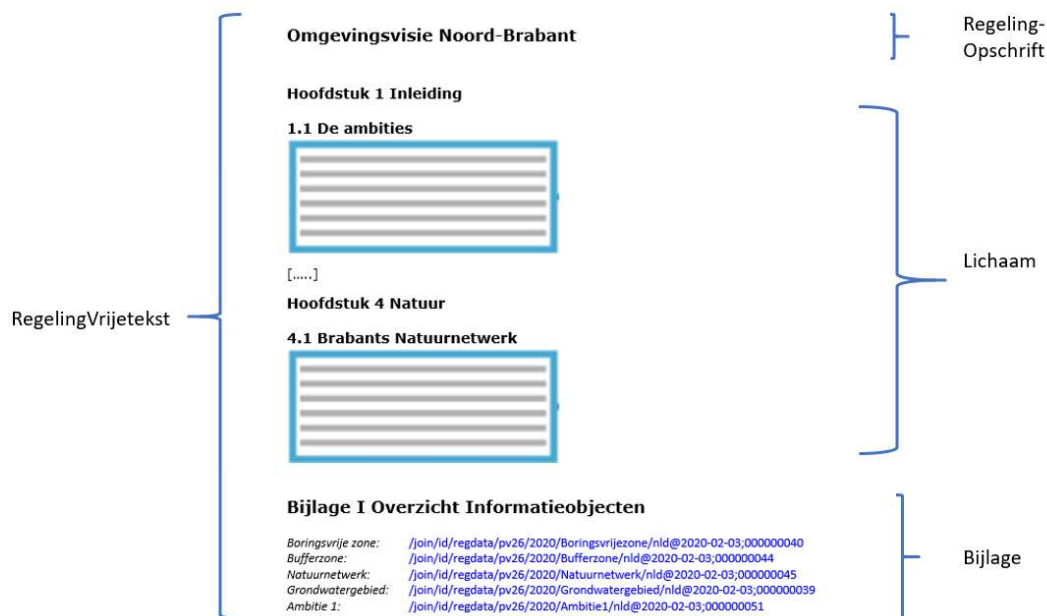 Omgevingsvisie Noord-Brabant
Regeling-
Opschrift
Hoofdstuk 1 Inleiding
1.1 De ambities
[.....]
Lichaam
Hoofdstuk 4 Natuur
RegelingVrijetekst
4.1 Brabants Natuurnetwerk
Bijlage I Overzicht Informatieobjecten
Boringsvrije zone: /join/id/regdata/pv26/2020/Boringsvrijezone/nld@2020-02-03;000000040
Bufferzone: /join/id/regdata/pv26/2020/Bufferzone/nld@2020-02-03;000000044
Natuurnetwerk: /join/id/regdata/pv26/2020/Natuurnetwerk/nld@2020-02-03;000000045
Grondwatergebied: /join/id/regdata/pv26/2020/Grondwatergebied/nld@2020-02-03;000000039
Ambitie 1: /join/id/regdata/pv26/2020/Ambitie1/nld@2020-02-03;000000051
Bijlage